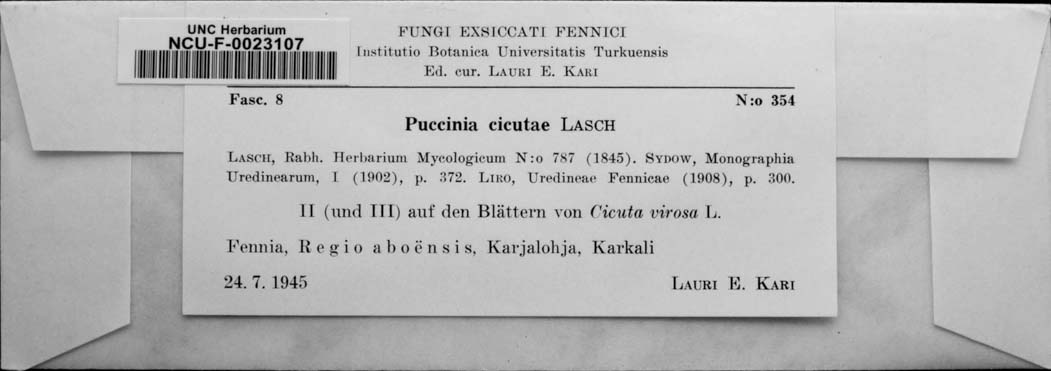 UNC Herbarium
NCU-F-0023107
FUNGI EXSICCATI FENNICI
Institutio Botanica Universitatis Turkuensis
Ed. cur. LAURI E. KARI
Fasc. 8 N:o 354
Puccinia cicutae LASCH
LASCH, Rabh. Herbarium Mycologicum N:o 787 (1845). SYDOW, Monographia
Uredinearum, I (1902), p. 372. LIRO, Uredineae Fennicae (1908), p. 300.
II (und III) auf den Blättern von Cicuta virosa L.
Fennia, Regio aboënsis, Karjalohja, Karkali
24. 7. 1945 LAURI E. KARI